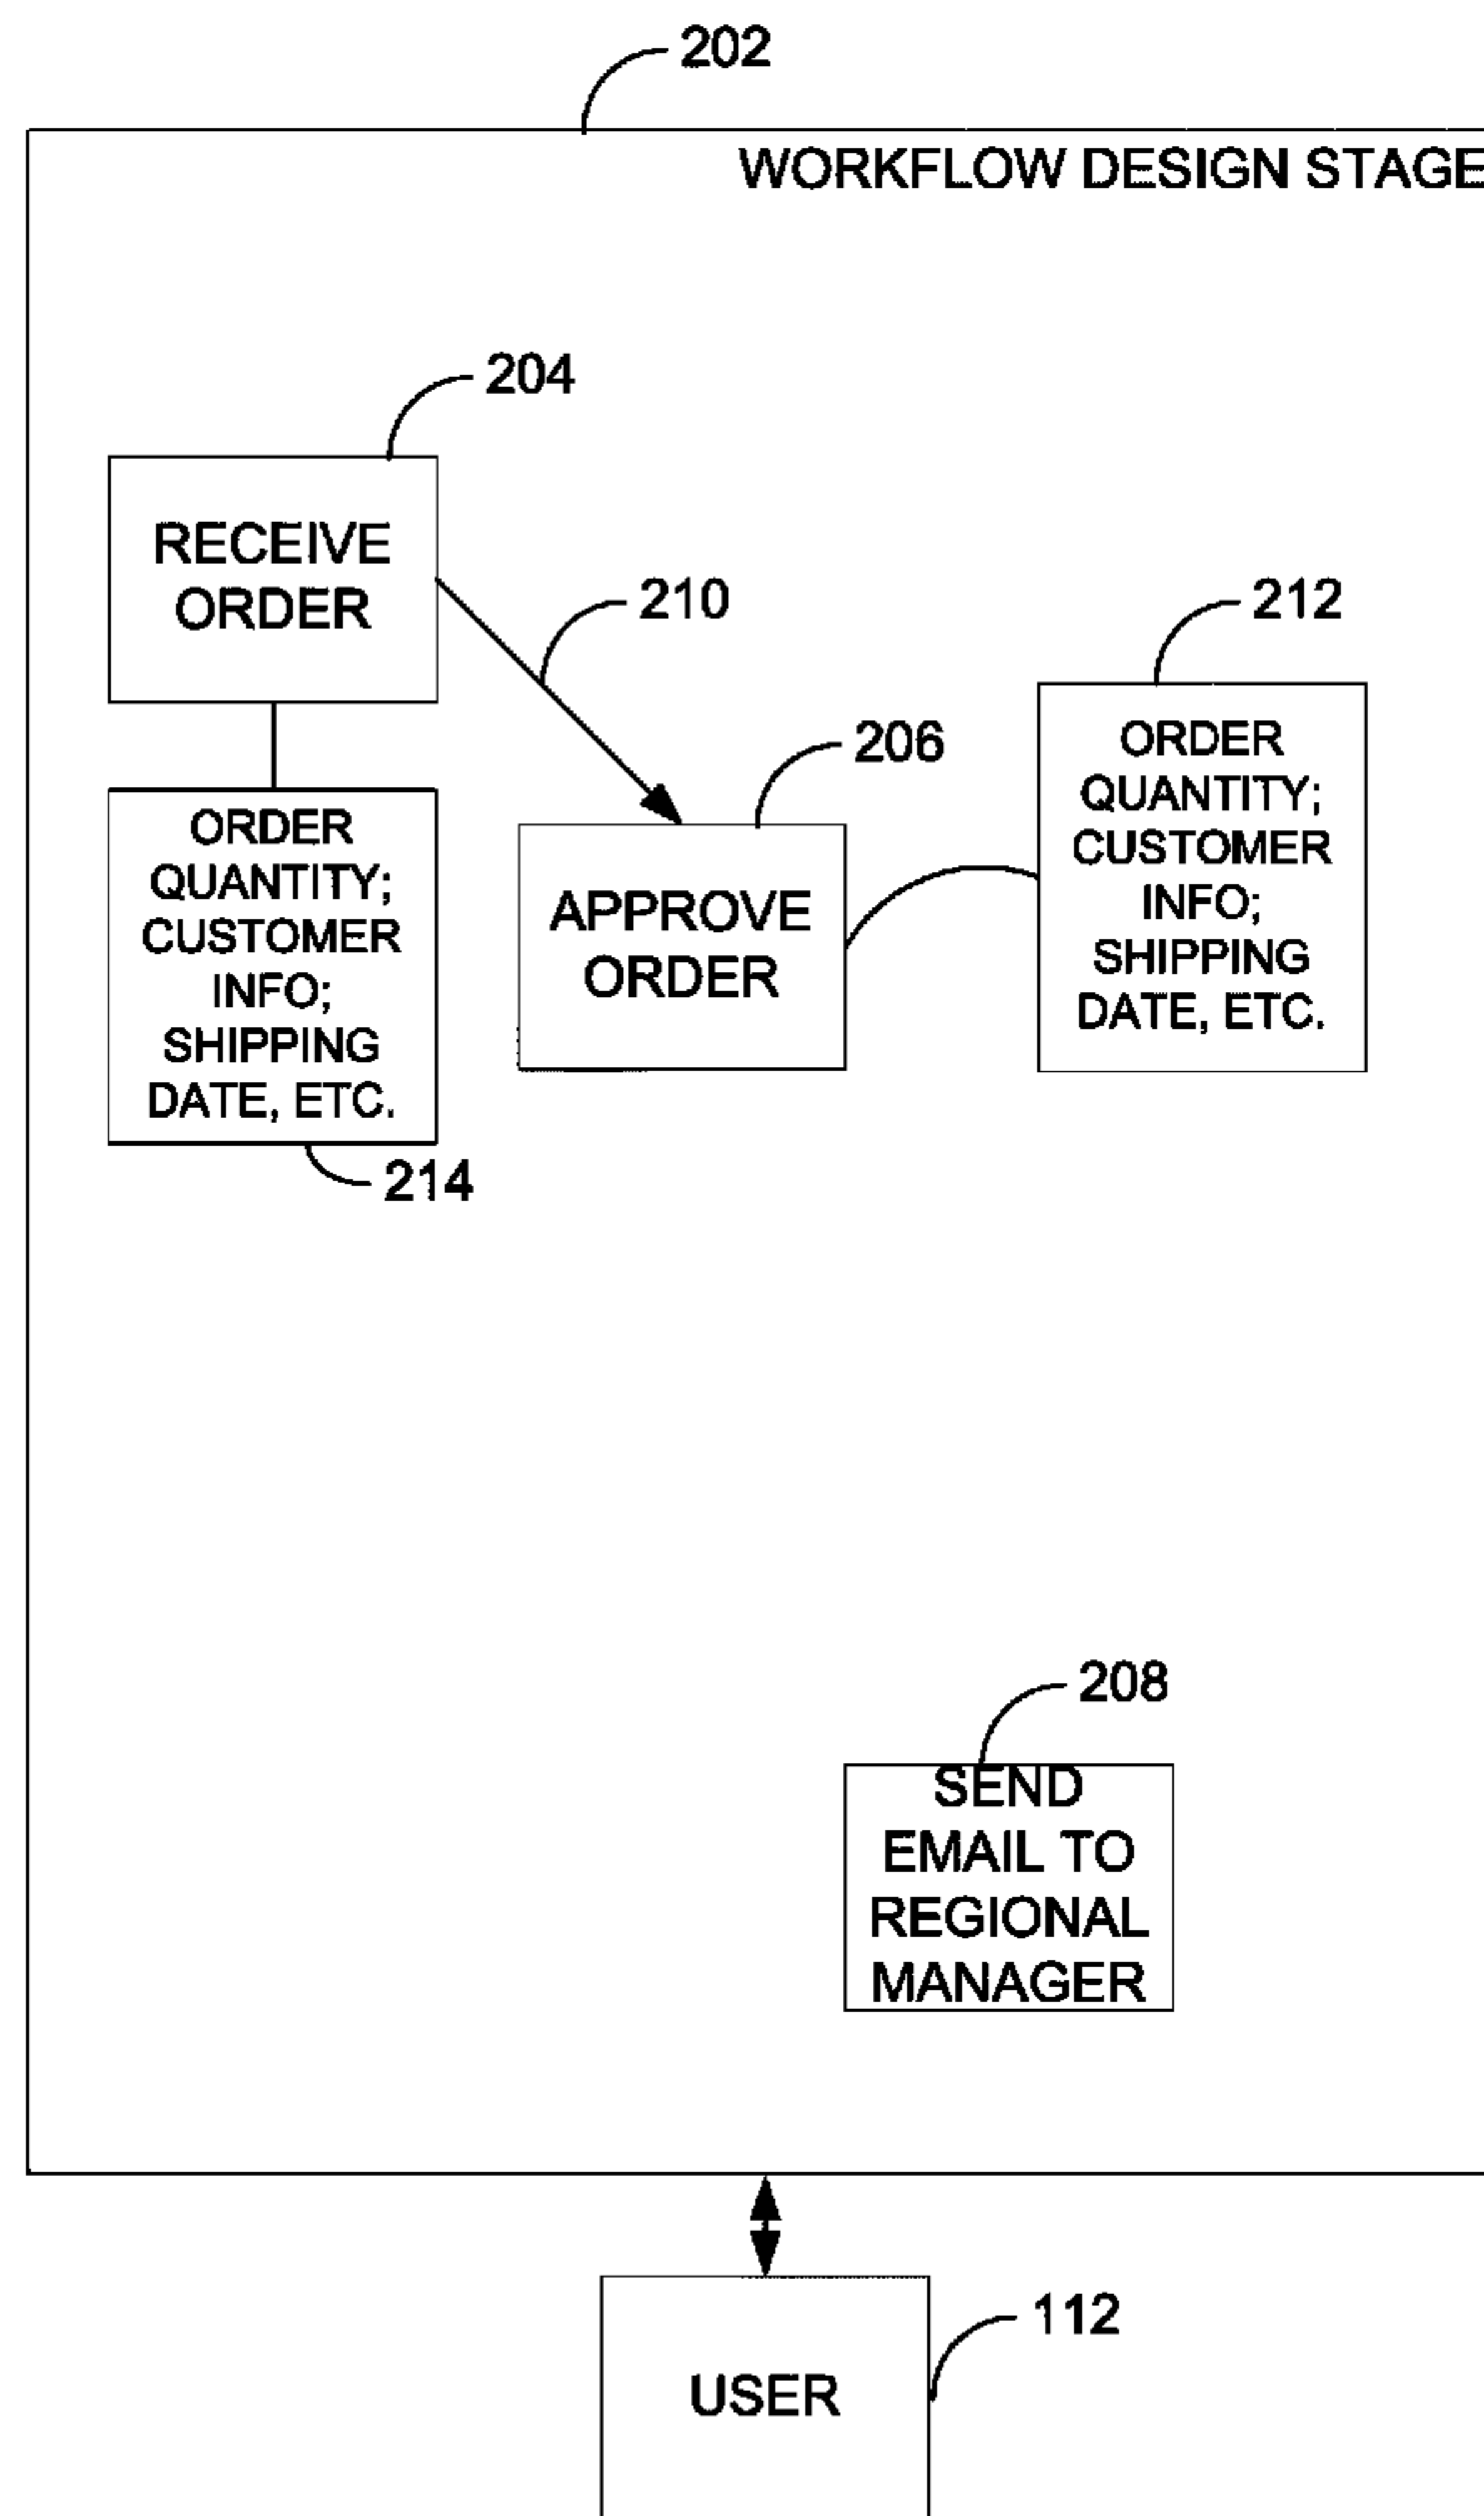 202
WORKFLOW DESIGN STAGE
204
RECEIVE
ORDER
210
212
206
ORDER
QUANTITY;
CUSTOMER
INFO;
SHIPPING
DATE, ETC.
ORDER
QUANTITY;
CUSTOMER
INFO;
SHIPPING
DATE, ETC.
APPROVE
ORDER
214
208
SEND
EMAIL TO
REGIONAL
MANAGER
112
USER